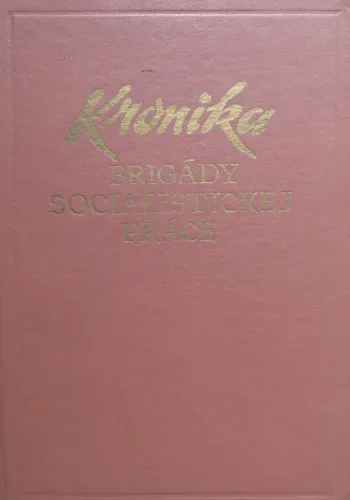 Kronika
BRIGÁDY
SOCIALISTICKEJ
PRÁCE